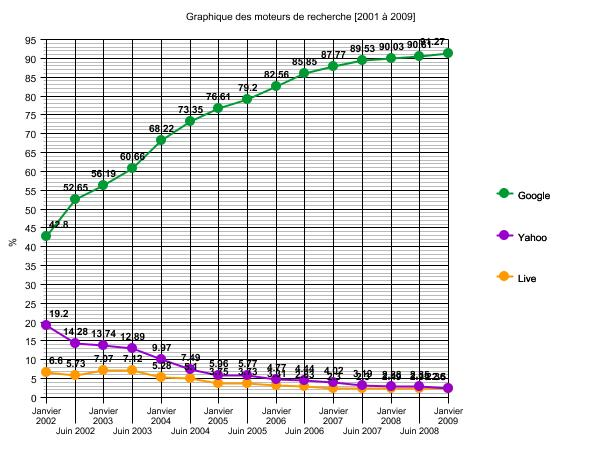 Graphique des moteurs de recherche [2001 à 2009]
95
90
85
80
75
70
65
60
55
50
45
40
35
30
25
20
15
10
5
0
%
42.8
52.65
56.19
60.66
68.22
73.35
76.61
79.2
82.56
85.85
87.77
89.53
90.03
90.61
91.27
19.2
14.28
13.74
12.89
9.97
7.49
5.96
5.77
4.77
4.44
4.02
3.19
6.6
5.73
7.07
7.12
5.28
Janvier 2002
Juin 2002
Janvier 2003
Juin 2003
Janvier 2004
Juin 2004
Janvier 2005
Juin 2005
Janvier 2006
Juin 2006
Janvier 2007
Juin 2007
Janvier 2008
Juin 2008
Janvier 2009
Google
Yahoo
Live